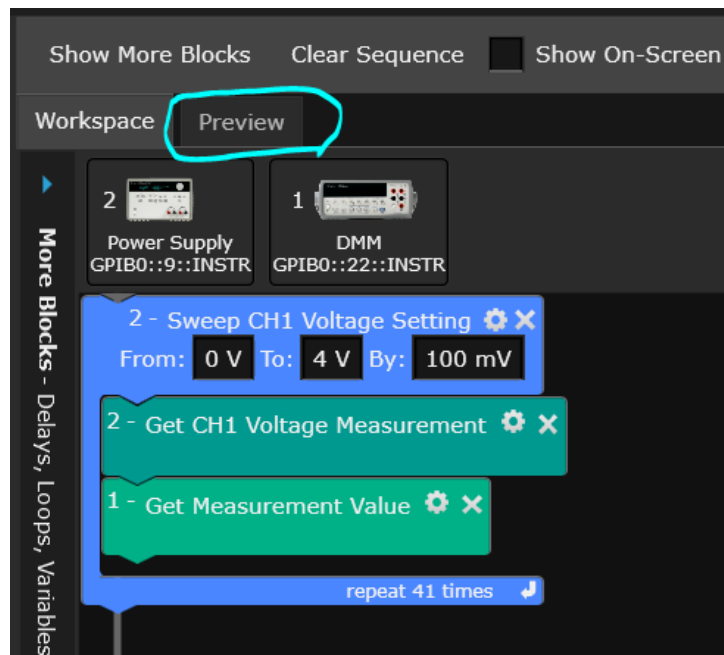 Show More Blocks Clear Sequence Show On-Screen
Workspace Preview
More Blocks - Delays, Loops, Variables
2
Power Supply
GPIB0::9::INSTR
1
DMM
GPIB0::22::INSTR
2 - Sweep CH1 Voltage Setting
From: 0 V To: 4 V By: 100 mV
2 - Get CH1 Voltage Measurement
1 - Get Measurement Value
repeat 41 times